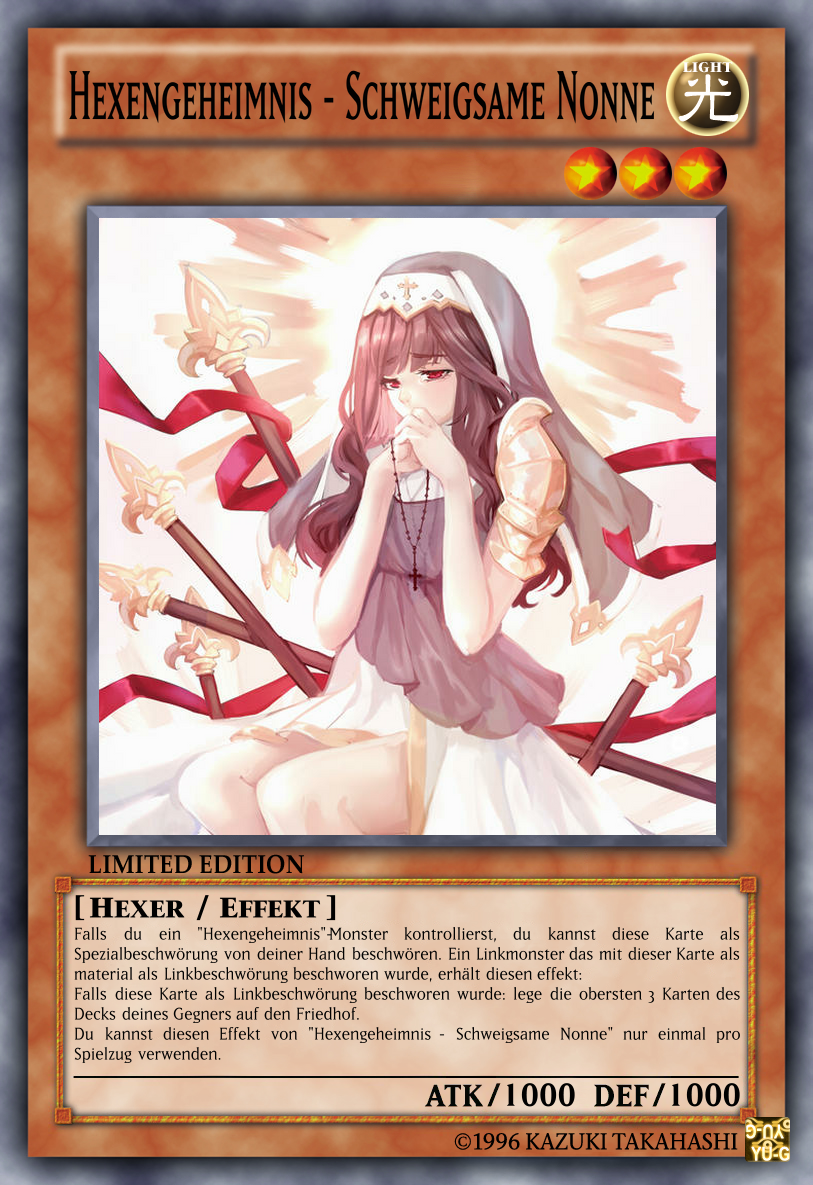 Hexengeheimnis - Schweigsame Nonne
LIGHT
光
LIMITED EDITION
[ Hexer / Effekt ]
Falls du ein "Hexengeheimnis"-Monster kontrollierst, du kannst diese Karte als
Spezialbeschwörung von deiner Hand beschwören. Ein Linkmonster das mit dieser Karte als
material als Linkbeschwörung beschworen wurde, erhält diesen effekt:
Falls diese Karte als Linkbeschwörung beschworen wurde: lege die obersten 3 Karten des
Decks deines Gegners auf den Friedhof.
Du kannst diesen Effekt von "Hexengeheimnis - Schweigsame Nonne" nur einmal pro
Spielzug verwenden.
ATK/1000 DEF/1000
©1996 KAZUKI TAKAHASHI